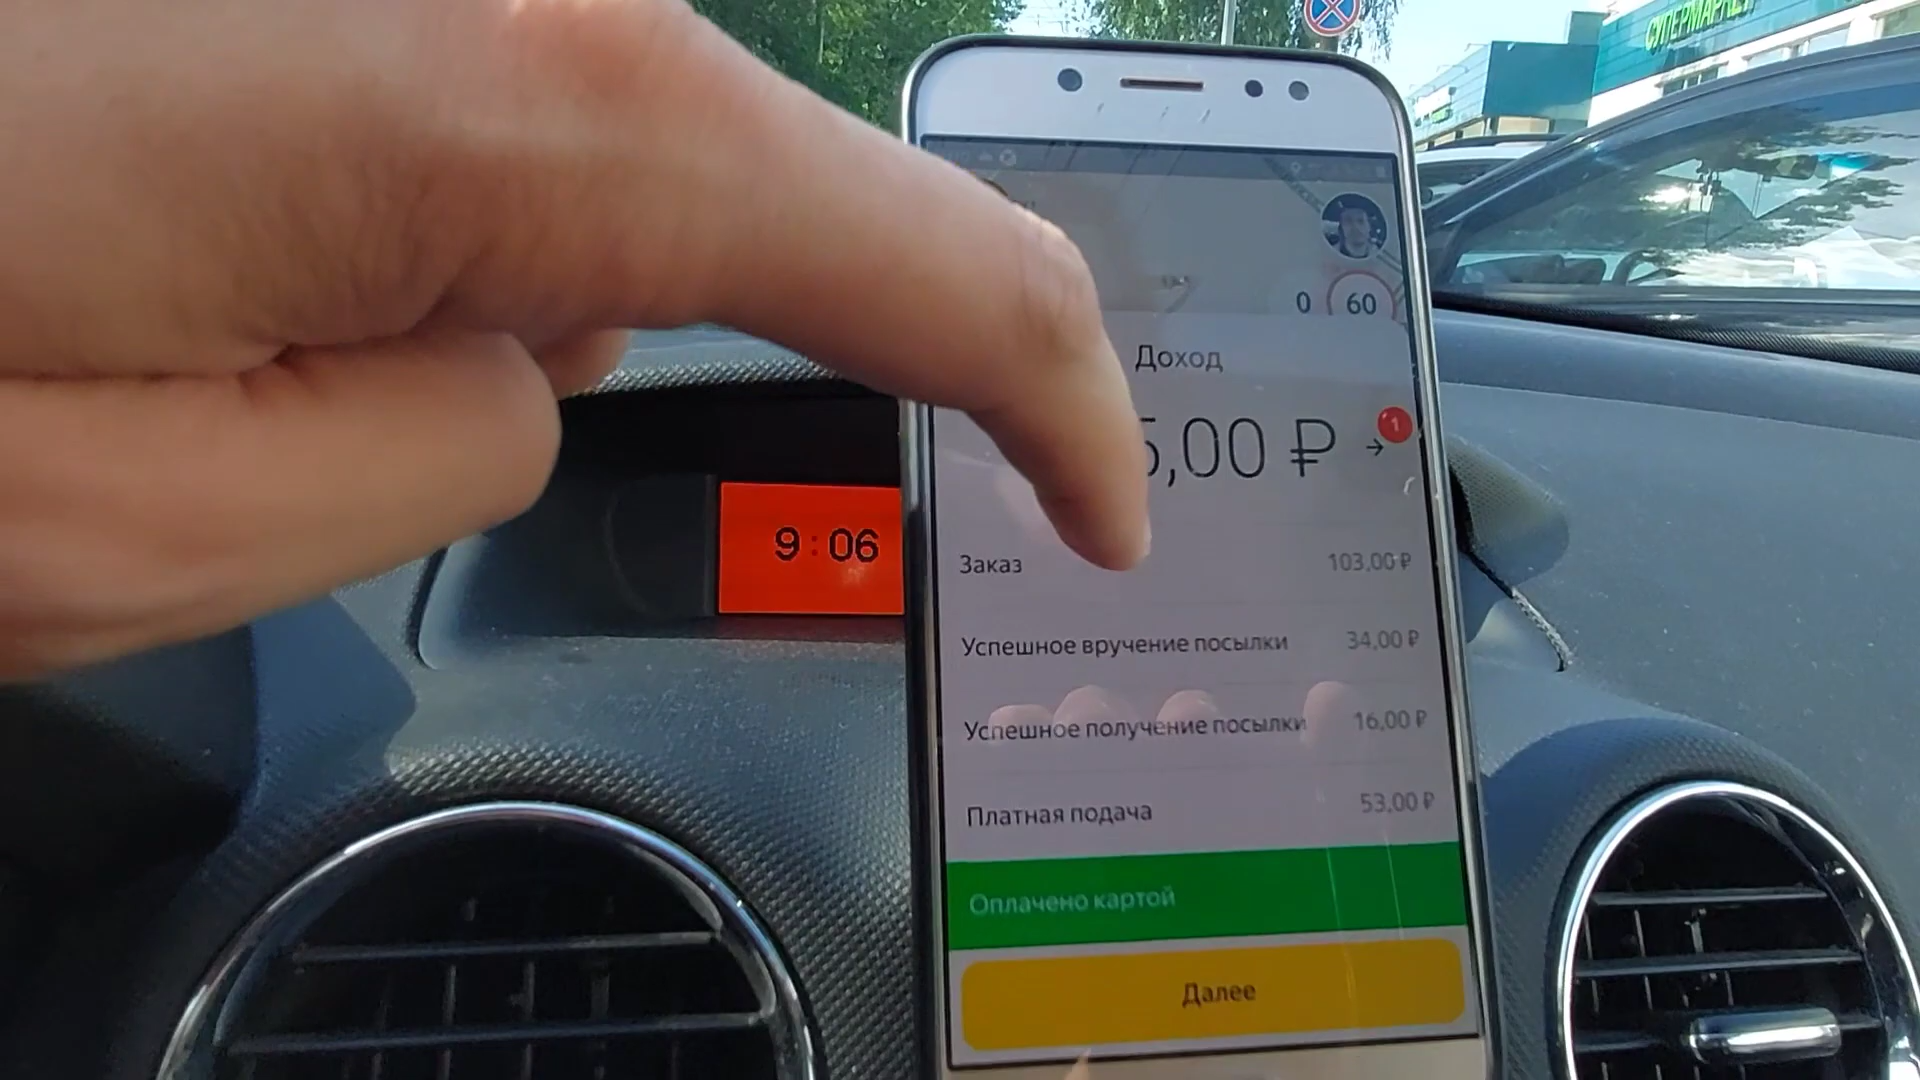 СУПЕРМАРКЕТ
0
60
Доход
5,00 ₽
1
9:06
Заказ
103,00 ₽
Успешное вручение посылки
34,00 ₽
Успешное получение посылки
16,00 ₽
Платная подача
53,00 ₽
Оплачено картой
Далее